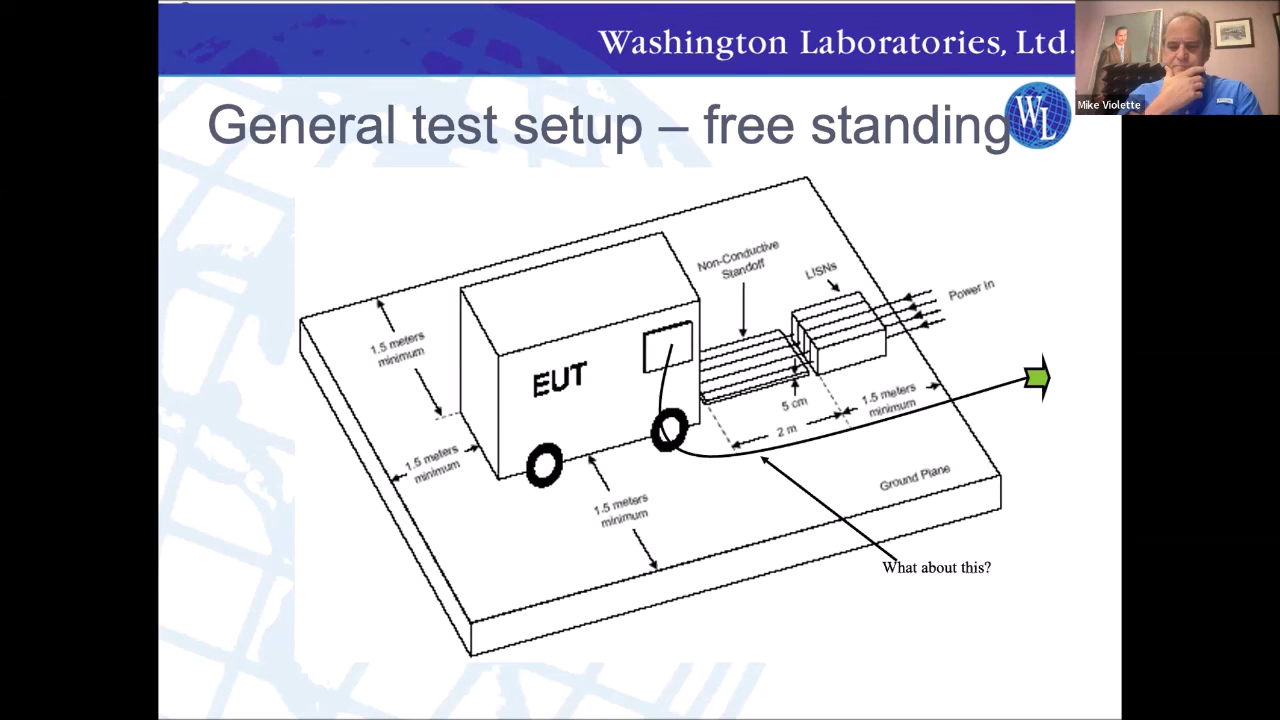 Washington Laboratories, Ltd.
Mike Violette
General test setup – free standing
WL
Non-Conductive
Standoff
LISNs
Power In
1.5 meters
minimum
EUT
5 cm
1.5 meters
minimum
2 m
1.5 meters
minimum
1.5 meters
minimum
Ground Plane
What about this?